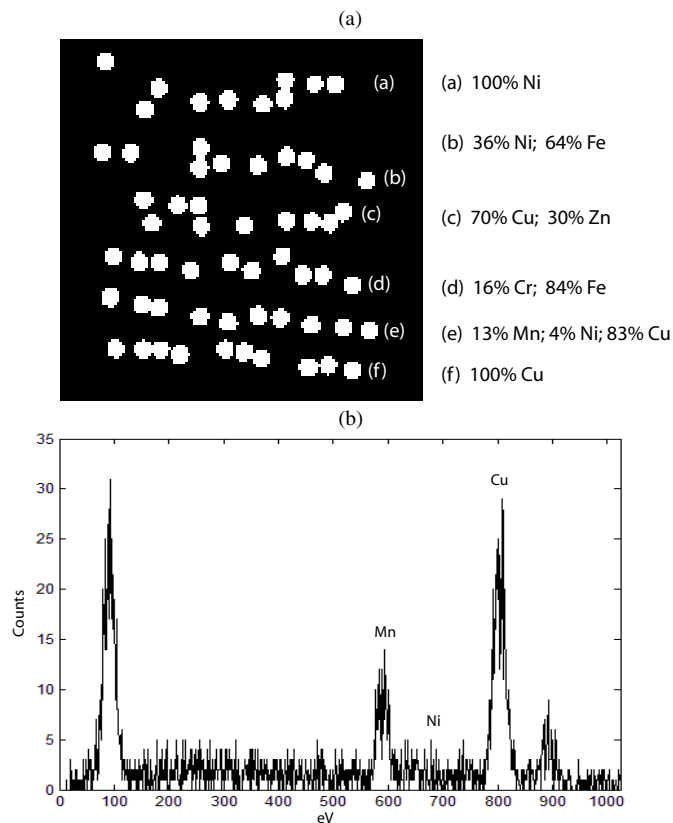 (a)
(a) (a) 100% Ni
(b) 36% Ni; 64% Fe
(b)
(c) (c) 70% Cu; 30% Zn
(d) (d) 16% Cr; 84% Fe
(e) (e) 13% Mn; 4% Ni; 83% Cu
(f) (f) 100% Cu
(b)
35
30
25
20
15
10
5
0
Counts
Cu
Mn
Ni
0 100 200 300 400 500 600 700 800 900 1000
eV